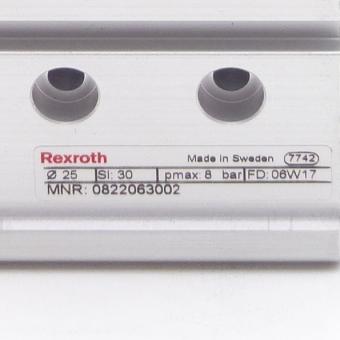 Rexroth Made in Sweden 7742
Ø 25 SI: 30 pmax: 8 bar FD: 06W17
MNR: 0822063002